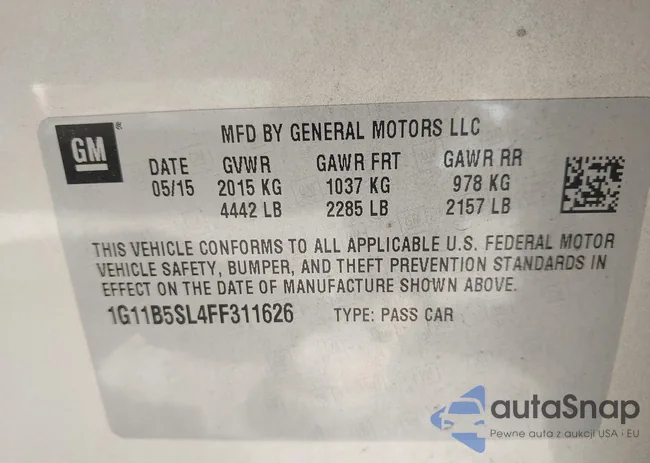 GM ®
MFD BY GENERAL MOTORS LLC
DATE GVWR GAWR FRT GAWR RR
05/15 2015 KG 1037 KG 978 KG
4442 LB 2285 LB 2157 LB
THIS VEHICLE CONFORMS TO ALL APPLICABLE U.S. FEDERAL MOTOR
VEHICLE SAFETY, BUMPER, AND THEFT PREVENTION STANDARDS IN
EFFECT ON THE DATE OF MANUFACTURE SHOWN ABOVE.
1G11B5SL4FF311626 TYPE: PASS CAR
autaSnap
Pewne auta z aukcji USA i EU